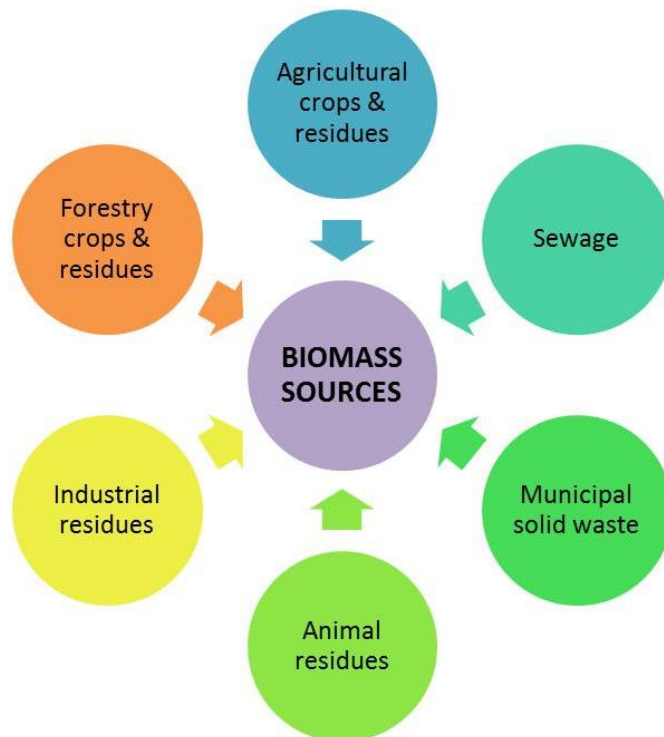 Agricultural
crops &
residues
Forestry
crops &
residues
Sewage
BIOMASS
SOURCES
Industrial
residues
Municipal
solid waste
Animal
residues